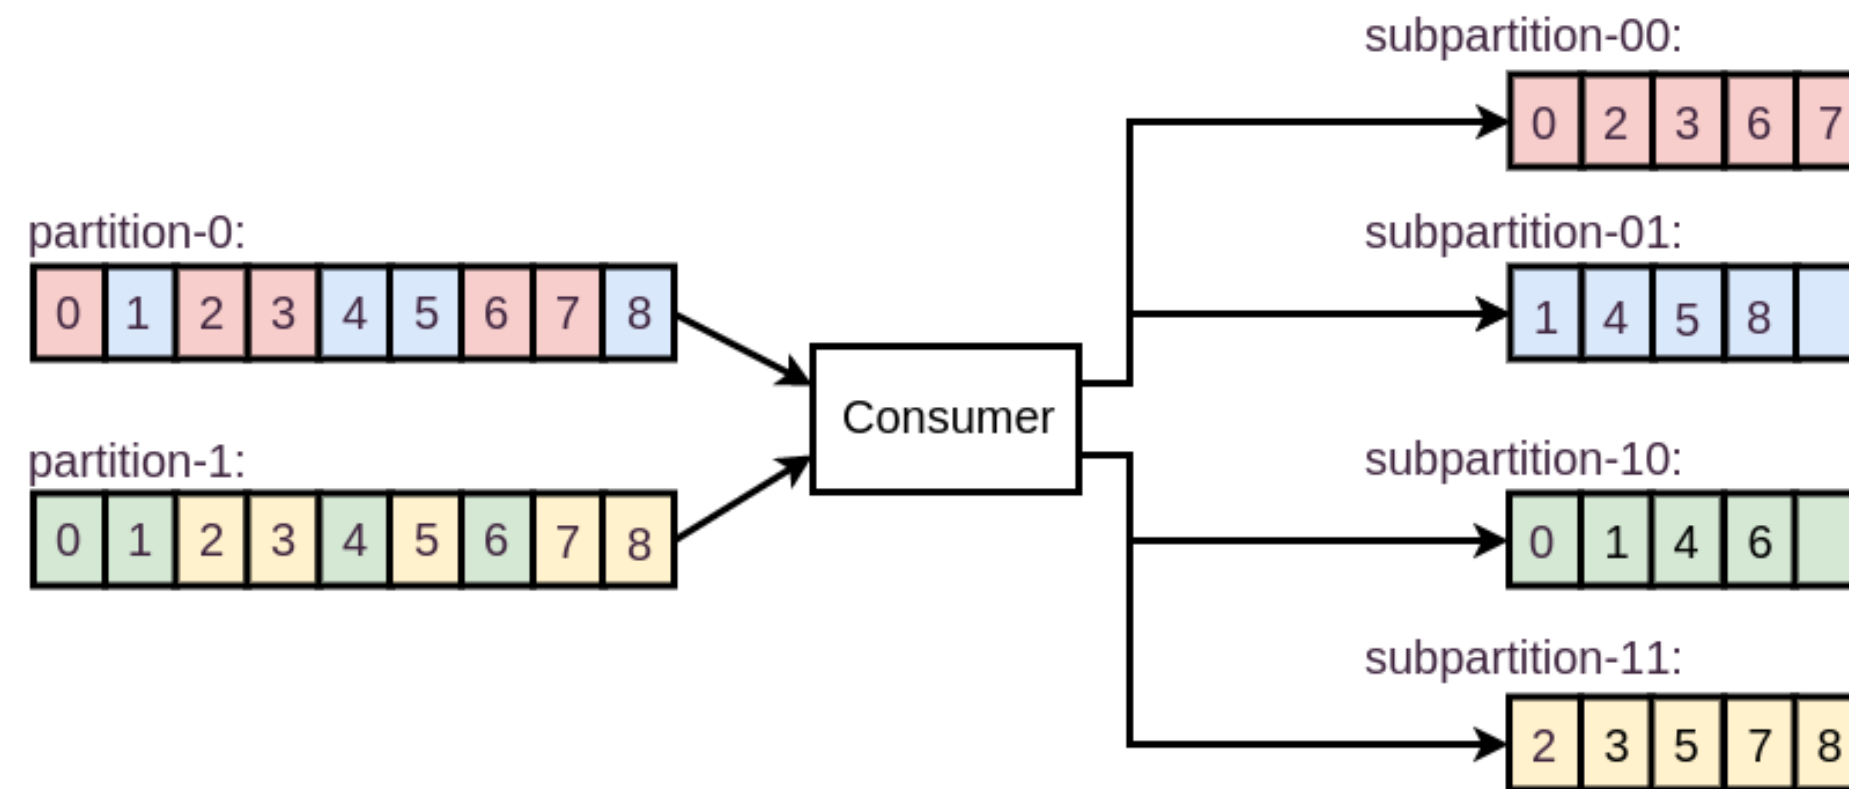 subpartition-00:
0 2 3 6 7
partition-0:
0 1 2 3 4 5 6 7 8
subpartition-01:
1 4 5 8
Consumer
partition-1:
0 1 2 3 4 5 6 7 8
subpartition-10:
0 1 4 6
subpartition-11:
2 3 5 7 8